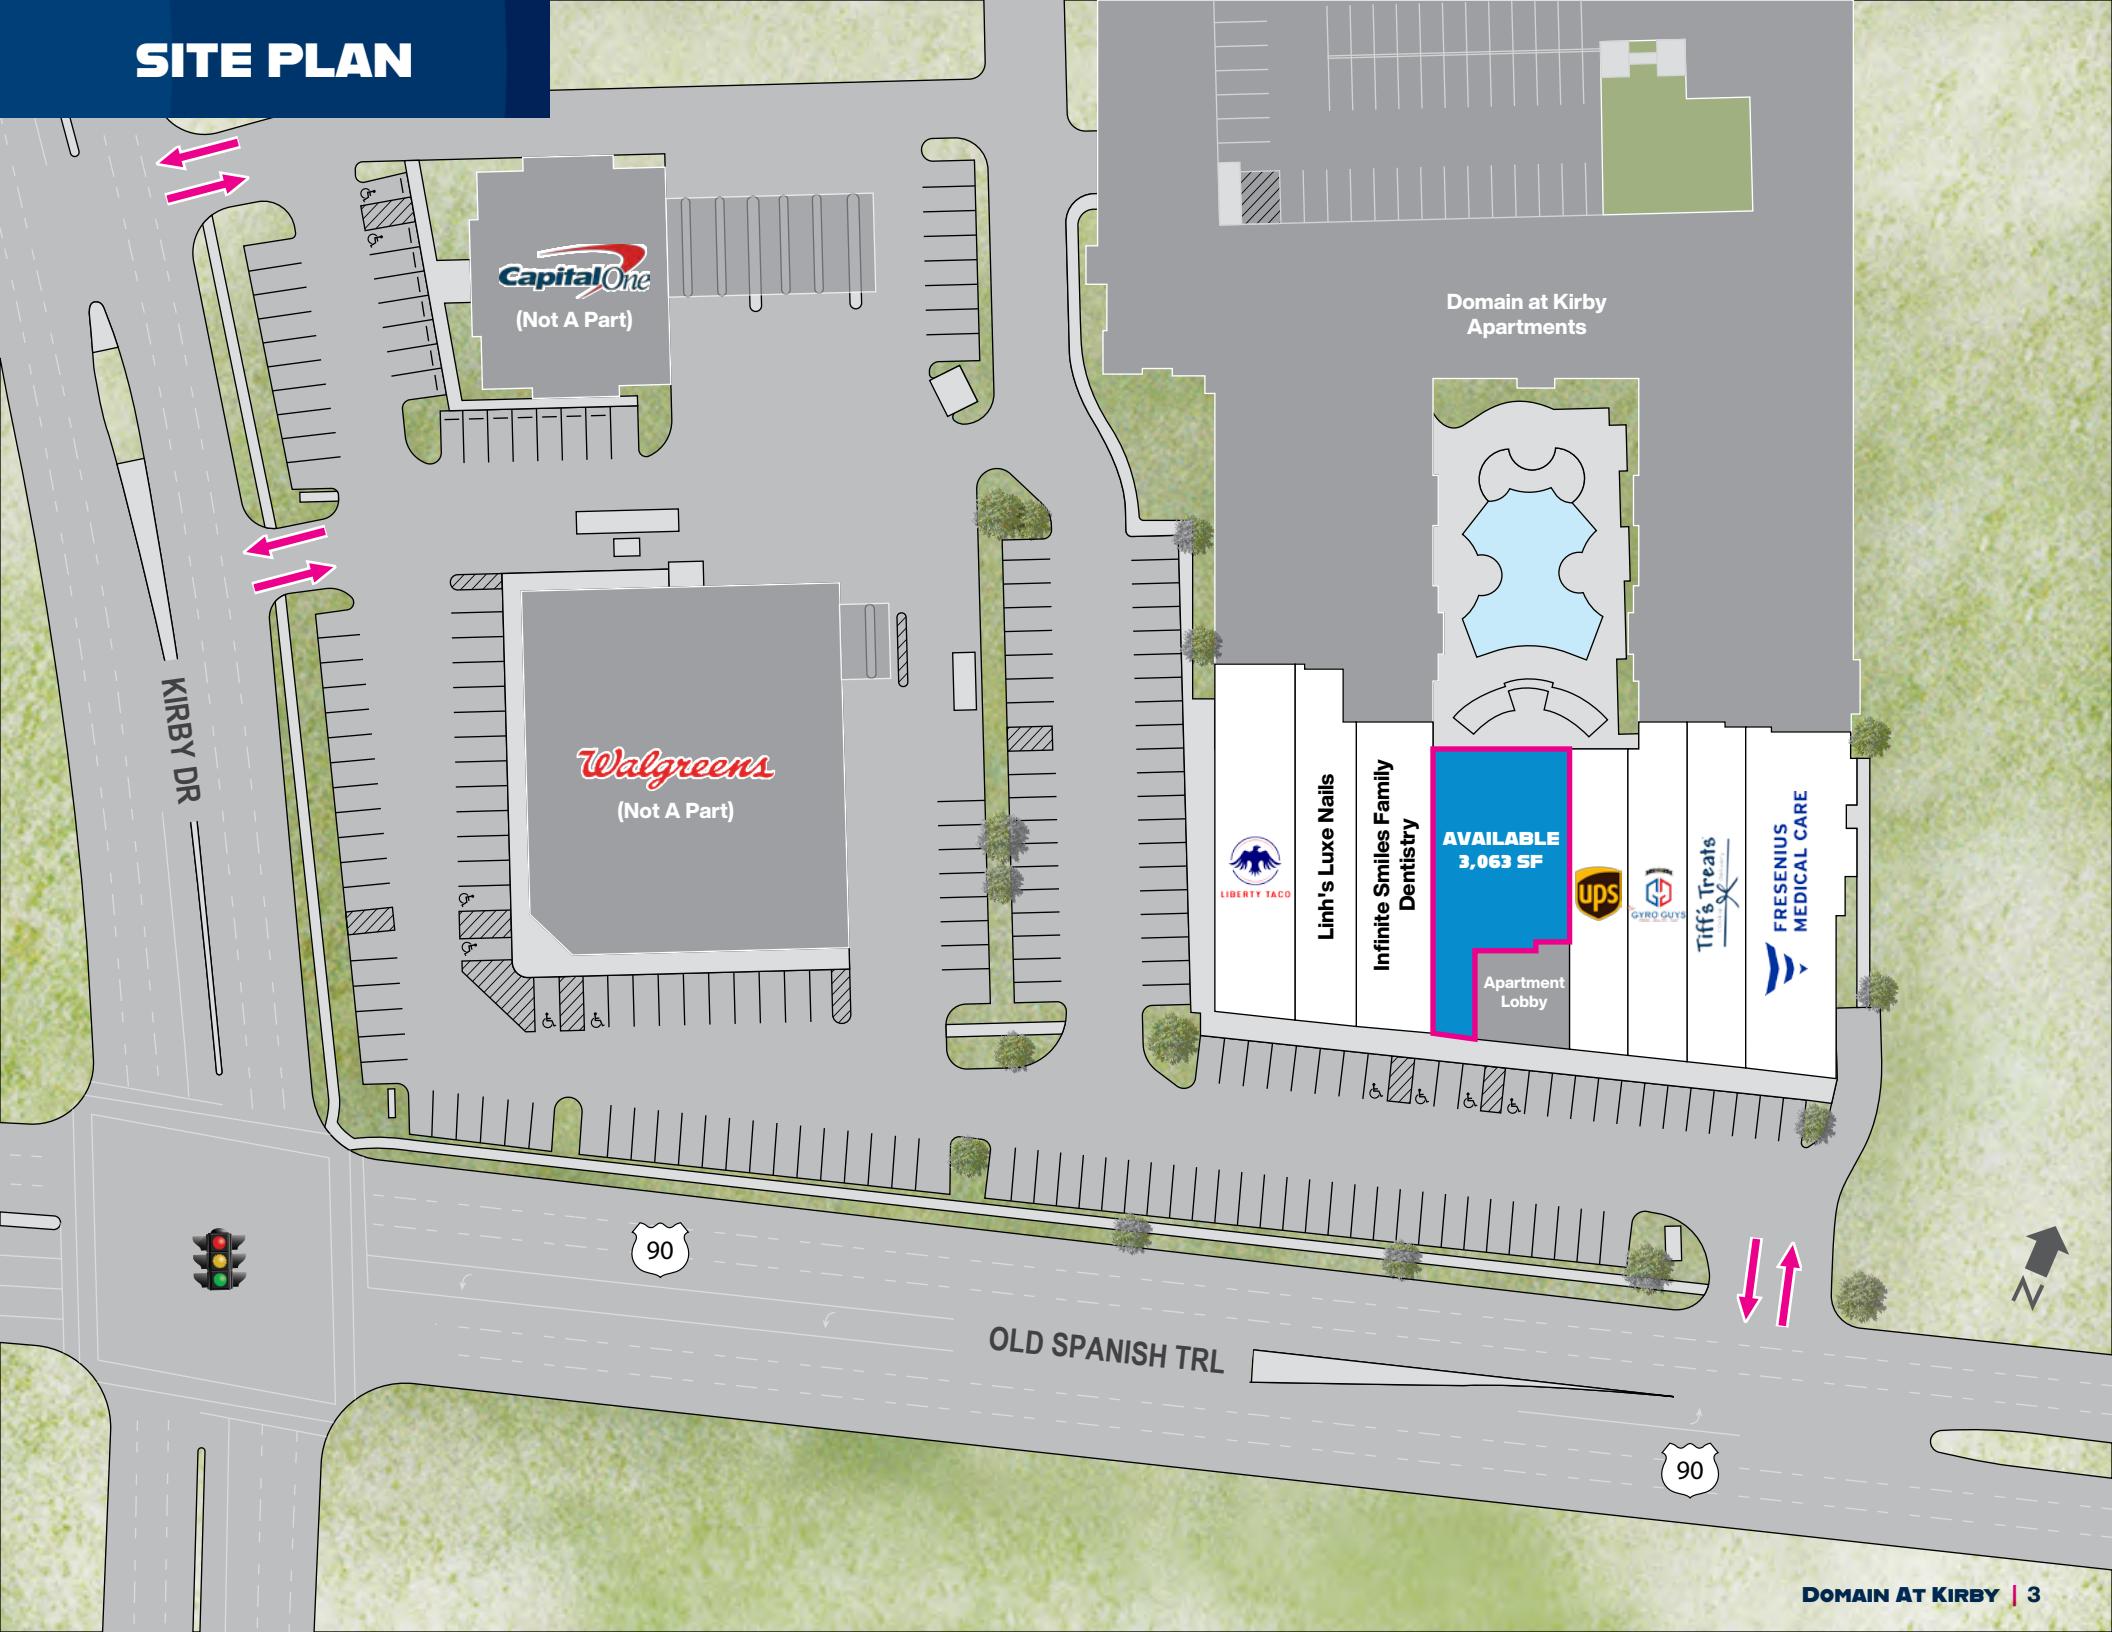 SITE PLAN
Capital One
(Not A Part)
Domain at Kirby
Apartments
KIRBY DR
Walgreens
(Not A Part)
LIBERTY TACO
Linh's Luxe Nails
Infinite Smiles Family
Dentistry
AVAILABLE
3,063 SF
Apartment
Lobby
ups
GYRO GUYS
Tiff's Treats
FRESENIUS
MEDICAL CARE
90
OLD SPANISH TRL
90
N
DOMAIN AT KIRBY | 3